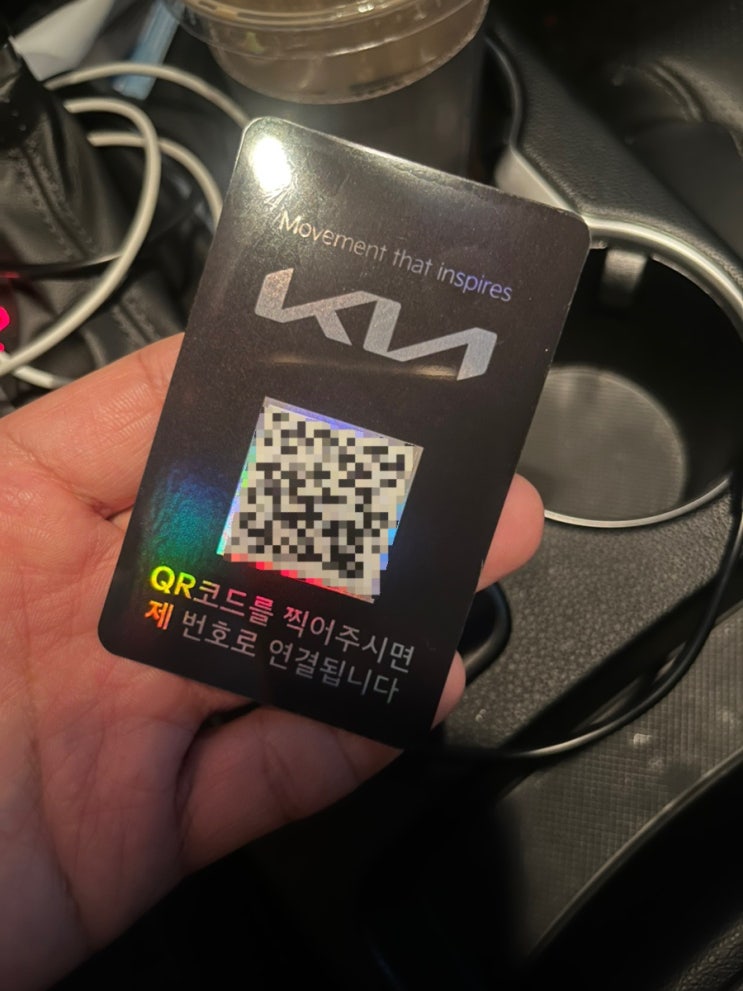 Movement that inspires
KIA
QR코드를 찍어주시면
제 번호로 연결됩니다